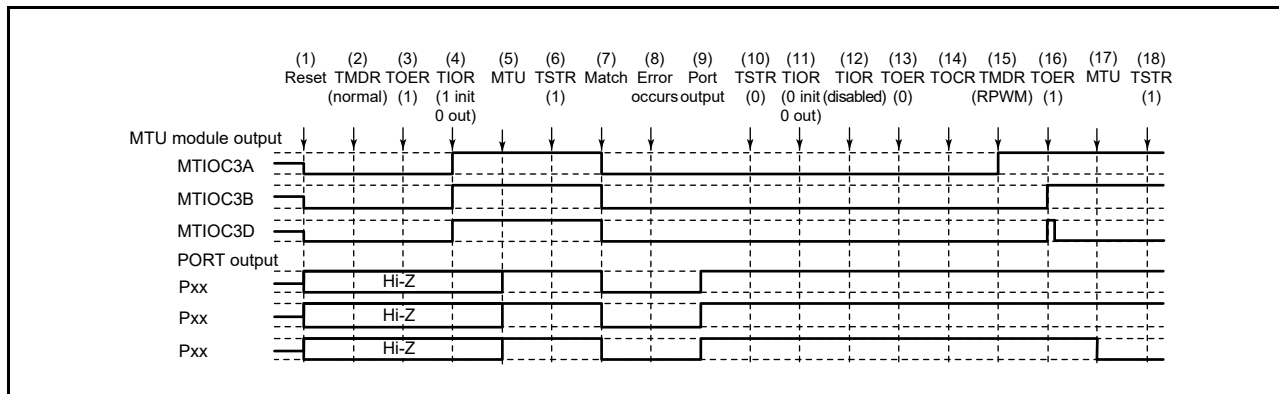 (1) (2) (3) (4) (5) (6) (7) (8) (9) (10) (11) (12) (13) (14) (15) (16) (17) (18)
Reset TMDR TOER TIOR MTU TSTR Match Error Port TSTR TIOR TIOR TOER TOCR TMDR TOER MTU TSTR
(normal) (1) (1 init (1) occurs output (0) (0 init (disabled) (0) (RPWM) (1) (1)
0 out) 0 out)
MTU module output
MTIOC3A
MTIOC3B
MTIOC3D
PORT output
Pxx Hi-Z
Pxx Hi-Z
Pxx Hi-Z